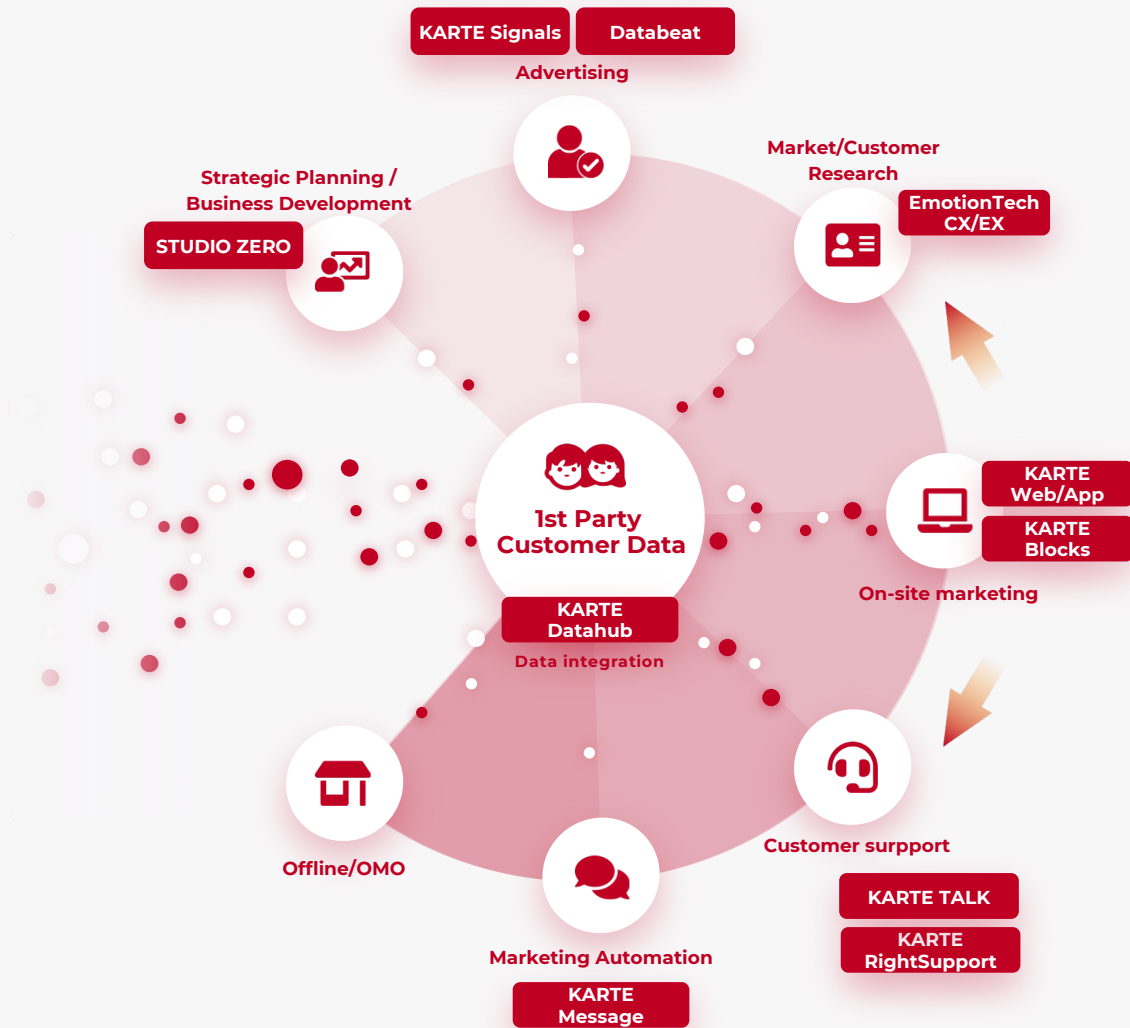 KARTE Signals
Databeat
Advertising
Market/Customer
Research
EmotionTech
CX/EX
Strategic Planning /
Business Development
STUDIO ZERO
1st Party
Customer Data
KARTE
Datahub
Data integration
KARTE
Web/App
KARTE
Blocks
On-site marketing
Customer surpport
KARTE TALK
KARTE
RightSupport
Offline/OMO
Marketing Automation
KARTE
Message